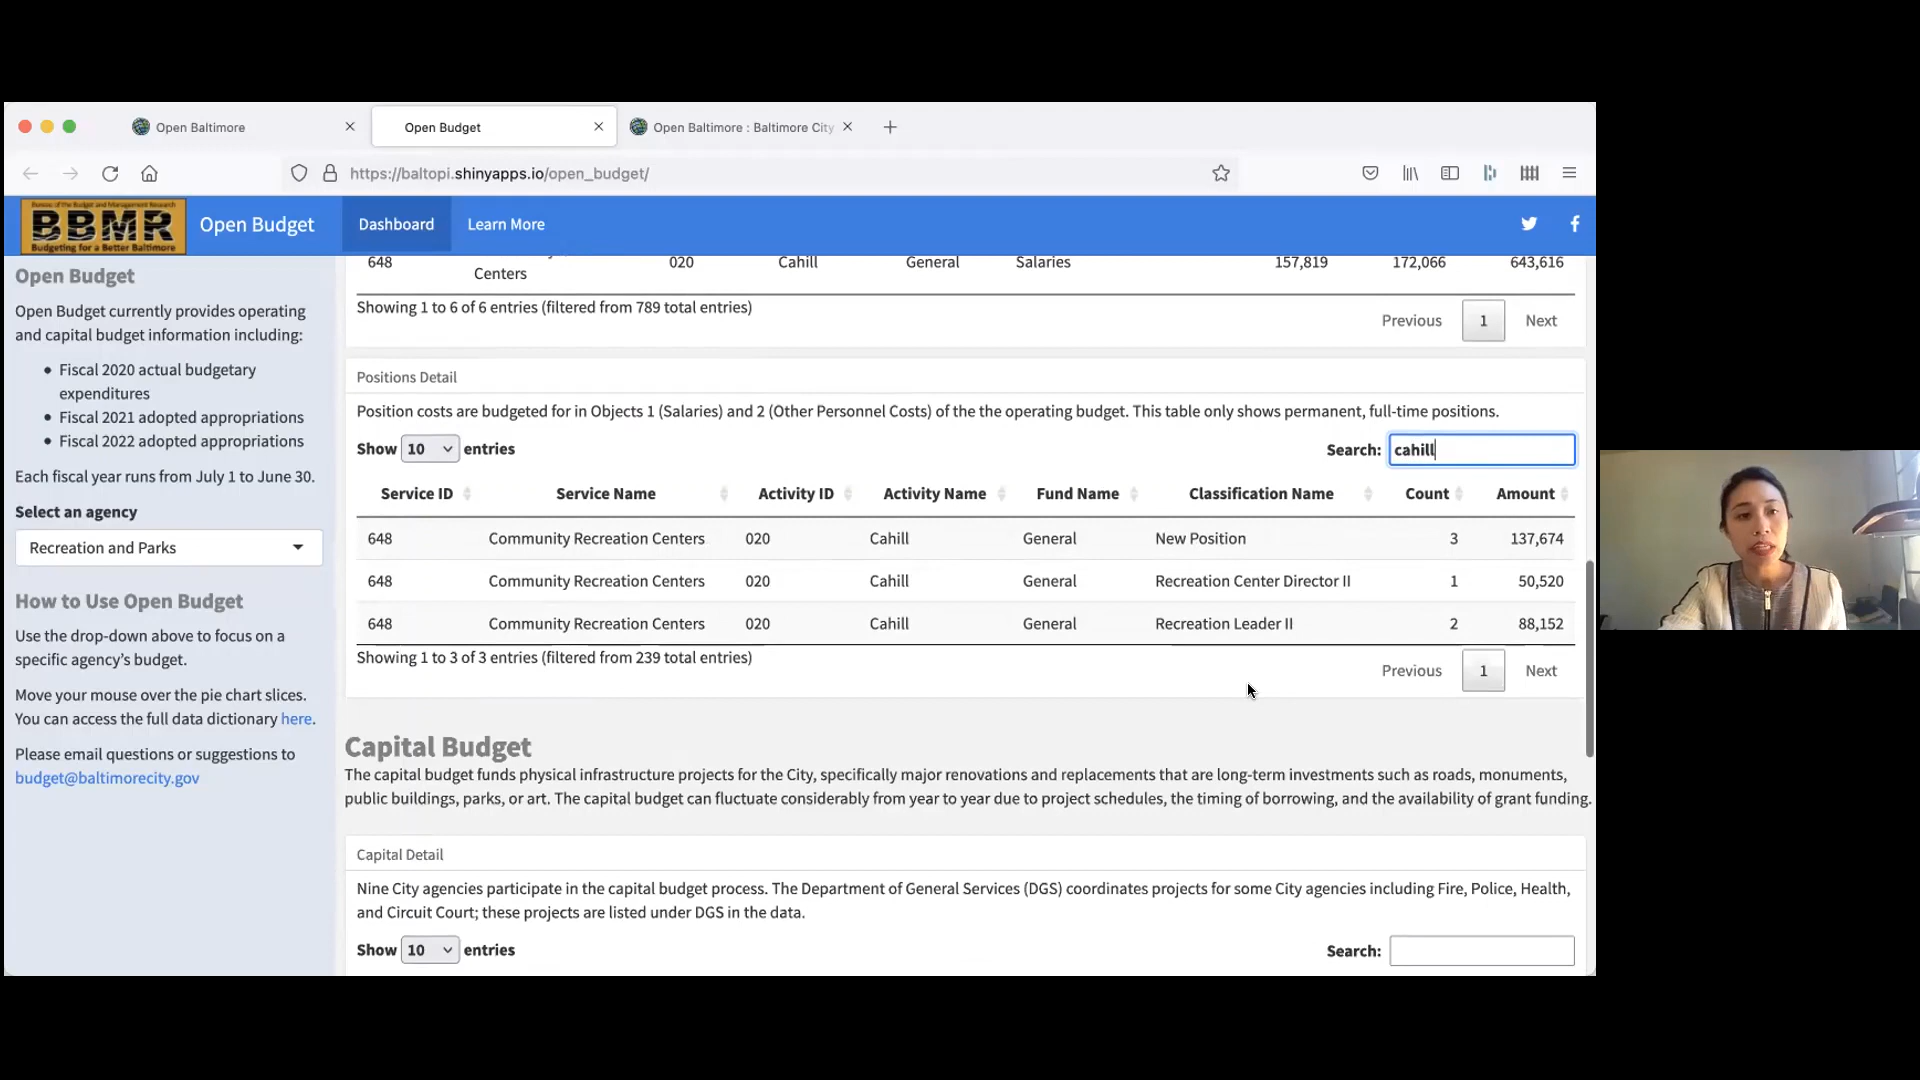 Open Baltimore
Open Budget
Open Baltimore : Baltimore City
https://baltopi.shinyapps.io/open_budget/
Bureau of the Budget and Management Research
BBMR
Budgeting for a Better Baltimore
Open Budget
Dashboard
Learn More
Open Budget
Open Budget currently provides operating
and capital budget information including:
• Fiscal 2020 actual budgetary
expenditures
• Fiscal 2021 adopted appropriations
• Fiscal 2022 adopted appropriations
Each fiscal year runs from July 1 to June 30.
Select an agency
Recreation and Parks
How to Use Open Budget
Use the drop-down above to focus on a
specific agency's budget.
Move your mouse over the pie chart slices.
You can access the full data dictionary here.
Please email questions or suggestions to
budget@baltimorecity.gov
648 Centers 020 Cahill General Salaries 157,819 172,066 643,616
Showing 1 to 6 of 6 entries (filtered from 789 total entries)
Previous 1 Next
Positions Detail
Position costs are budgeted for in Objects 1 (Salaries) and 2 (Other Personnel Costs) of the the operating budget. This table only shows permanent, full-time positions.
Show 10 entries Search: cahill
Service ID Service Name Activity ID Activity Name Fund Name Classification Name Count Amount
648 Community Recreation Centers 020 Cahill General New Position 3 137,674
648 Community Recreation Centers 020 Cahill General Recreation Center Director II 1 50,520
648 Community Recreation Centers 020 Cahill General Recreation Leader II 2 88,152
Showing 1 to 3 of 3 entries (filtered from 239 total entries)
Previous 1 Next
Capital Budget
The capital budget funds physical infrastructure projects for the City, specifically major renovations and replacements that are long-term investments such as roads, monuments,
public buildings, parks, or art. The capital budget can fluctuate considerably from year to year due to project schedules, the timing of borrowing, and the availability of grant funding.
Capital Detail
Nine City agencies participate in the capital budget process. The Department of General Services (DGS) coordinates projects for some City agencies including Fire, Police, Health,
and Circuit Court; these projects are listed under DGS in the data.
Show 10 entries Search: